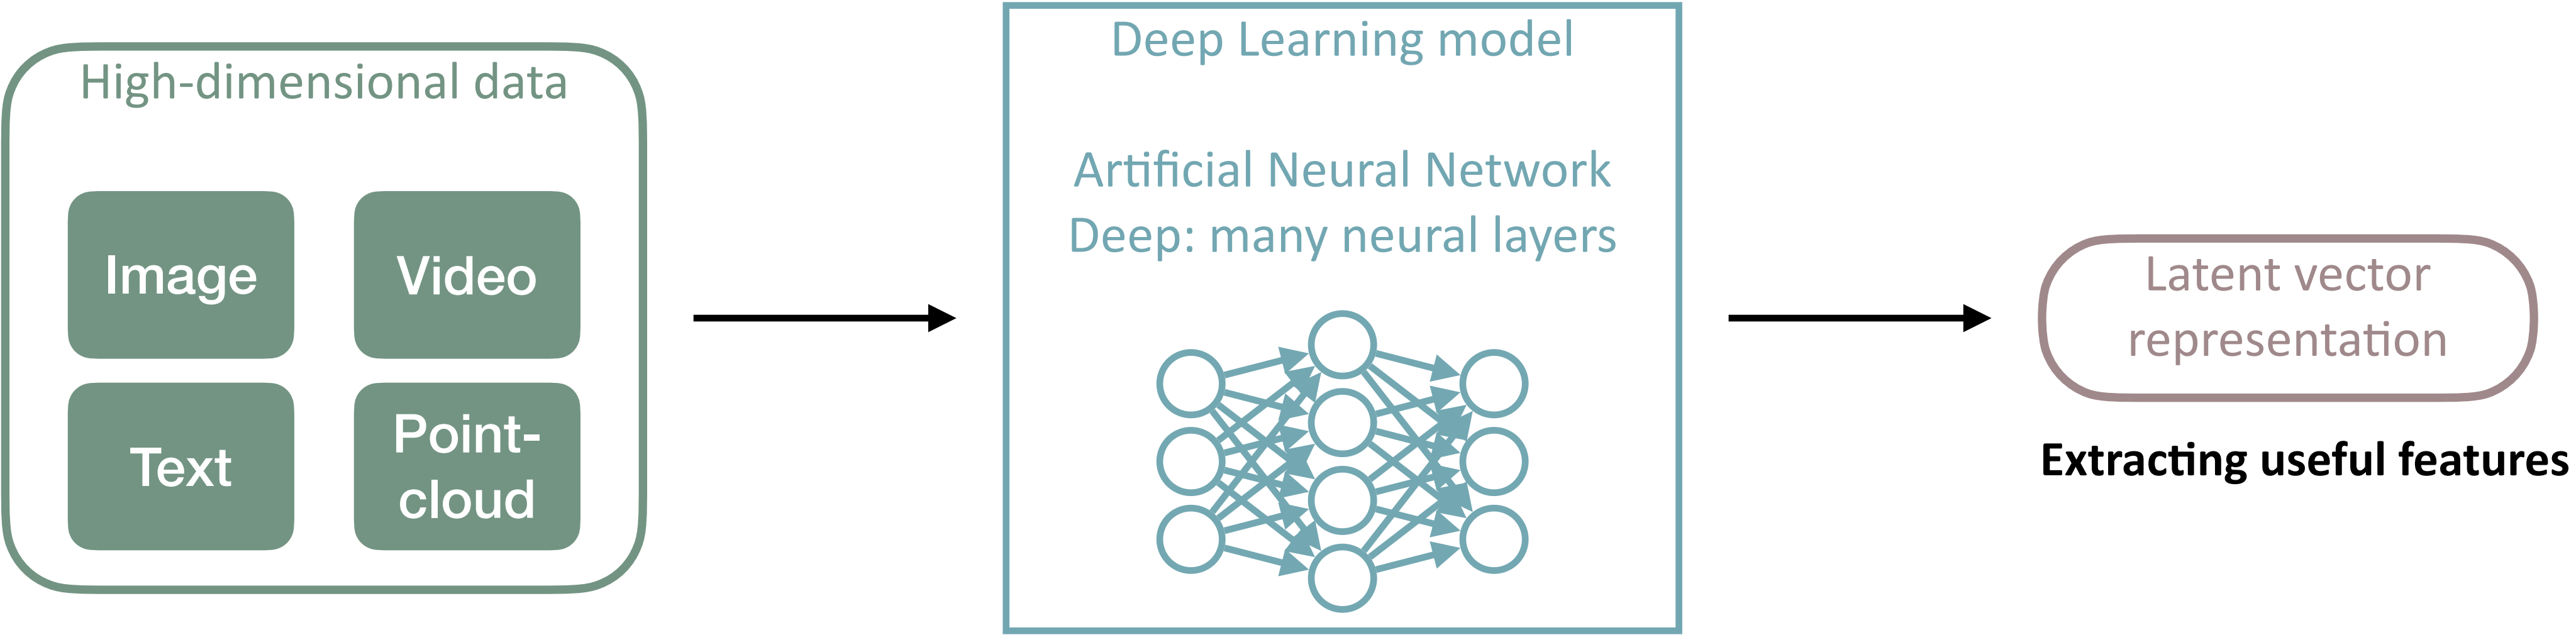 High-dimensional data
Image
Video
Text
Point-
cloud
Deep Learning model
Artificial Neural Network
Deep: many neural layers
Latent vector
representation
Extracting useful features